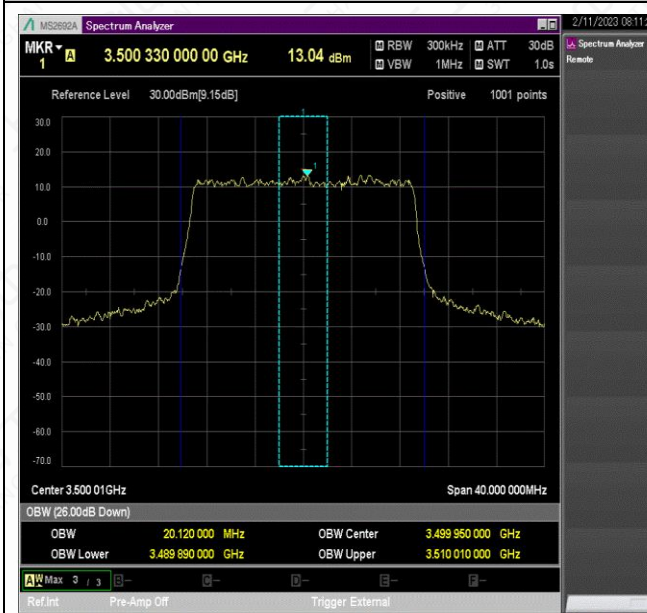 MS2692A Spectrum Analyzer
2/11/2023 08:11:
MKR 1 A 3.500 330 000 00 GHz 13.04 dBm
M RBW 300kHz M ATT 30dB
M VBW 1MHz M SWT 1.0s
Spectrum Analyzer
Remote
Reference Level 30.00dBm[9.15dB] Positive 1001 points
1
30.0
20.0
1
10.0
0.0
-10.0
-20.0
-30.0
-40.0
-50.0
-60.0
-70.0
Center 3.500 01GHz Span 40.000 000MHz
OBW (26.00dB Down)
OBW 20.120 000 MHz OBW Center 3.499 950 000 GHz
OBW Lower 3.489 890 000 GHz OBW Upper 3.510 010 000 GHz
A W Max 3 / 3 B- C- D- E- F-
Ref.Int Pre-Amp Off Trigger External